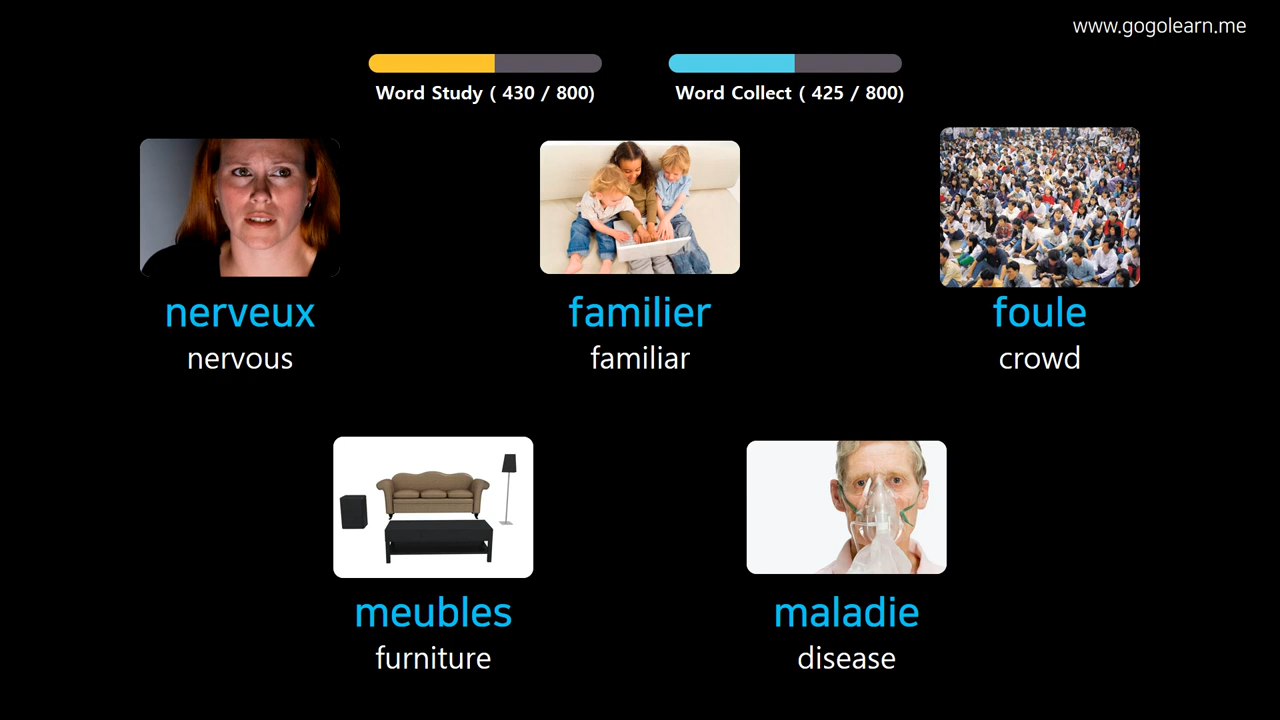 www.gogolearn.me
Word Study ( 430 / 800)
Word Collect ( 425 / 800)
nerveux
nervous
familier
familiar
foule
crowd
meubles
furniture
maladie
disease